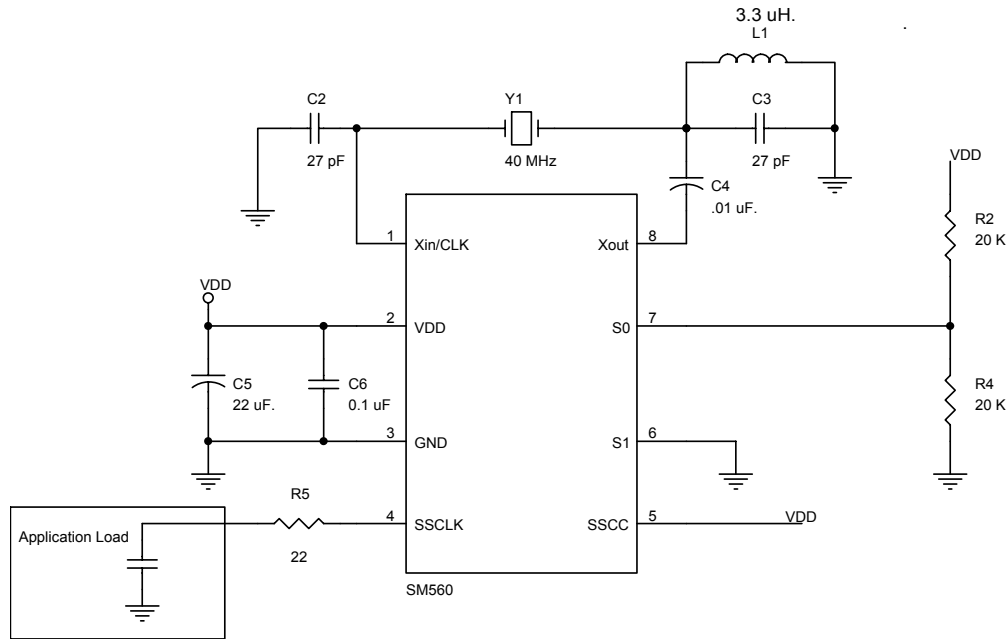 3.3 uH.
L1
C2
27 pF
Y1
40 MHz
C3
27 pF
C4
.01 uF.
VDD
R2
20 K
1
Xin/CLK
Xout
8
VDD
2
VDD
S0
7
C5
22 uF.
C6
0.1 uF
R4
20 K
3
GND
S1
6
R5
22
4
SSCLK
SSCC
5
VDD
Application Load
SM560